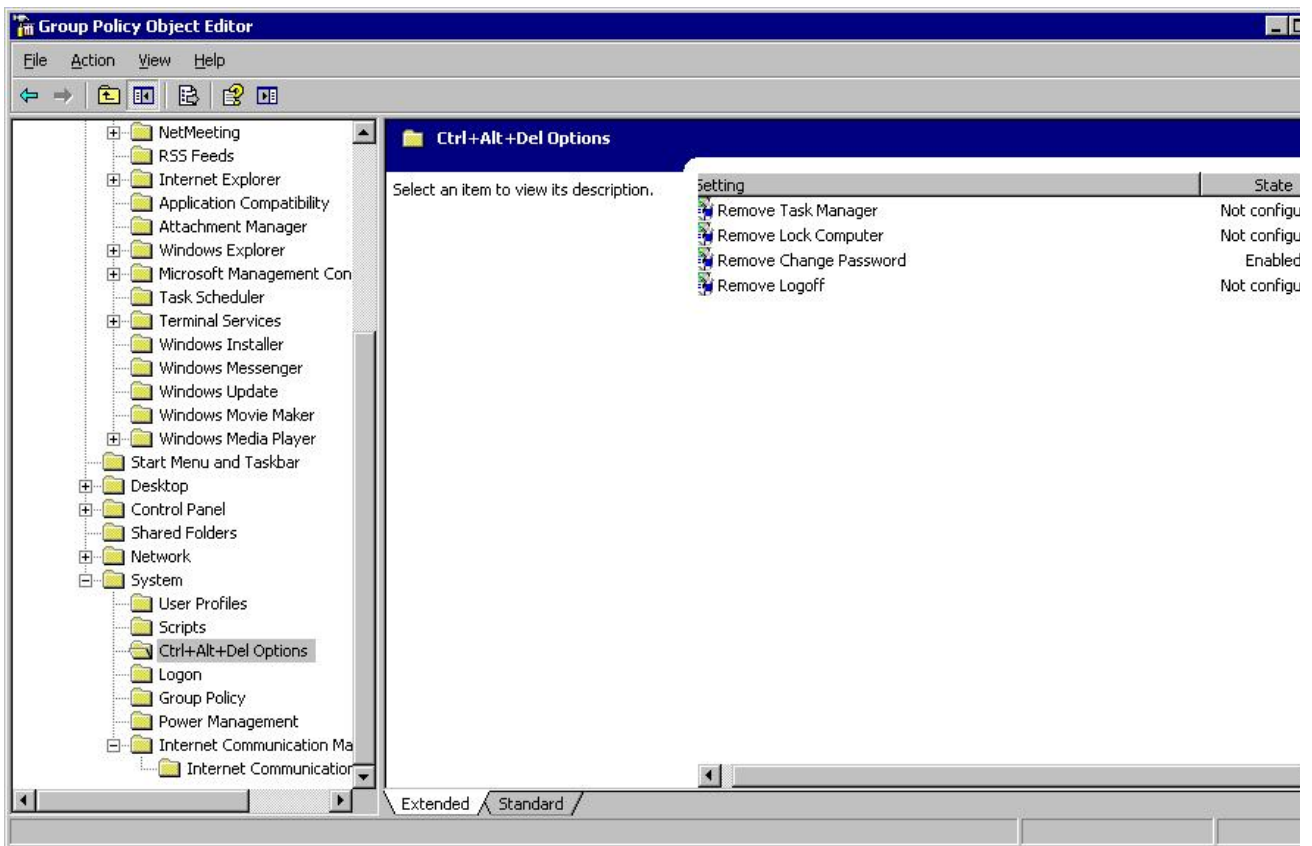 Group Policy Object Editor
File Action View Help
NetMeeting
RSS Feeds
Internet Explorer
Application Compatibility
Attachment Manager
Windows Explorer
Microsoft Management Con
Task Scheduler
Terminal Services
Windows Installer
Windows Messenger
Windows Update
Windows Movie Maker
Windows Media Player
Start Menu and Taskbar
Desktop
Control Panel
Shared Folders
Network
System
User Profiles
Scripts
Ctrl+Alt+Del Options
Logon
Group Policy
Power Management
Internet Communication Ma
Internet Communication
Ctrl+Alt+Del Options
Select an item to view its description.
Setting State
Remove Task Manager Not configu
Remove Lock Computer Not configu
Remove Change Password Enabled
Remove Logoff Not configu
Extended Standard